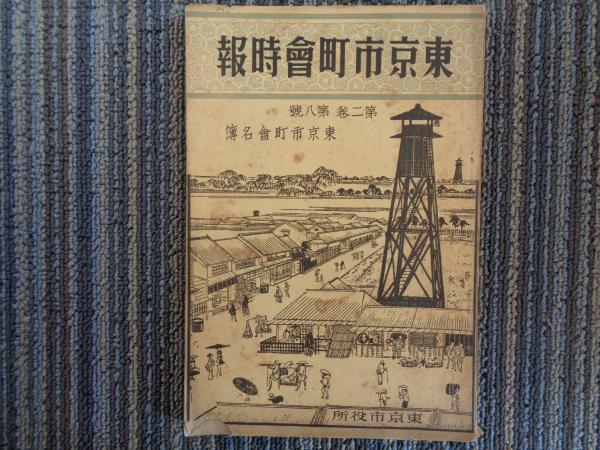 東京市町會時報
第二卷 第八號
東京市町會名簿
東京市役所